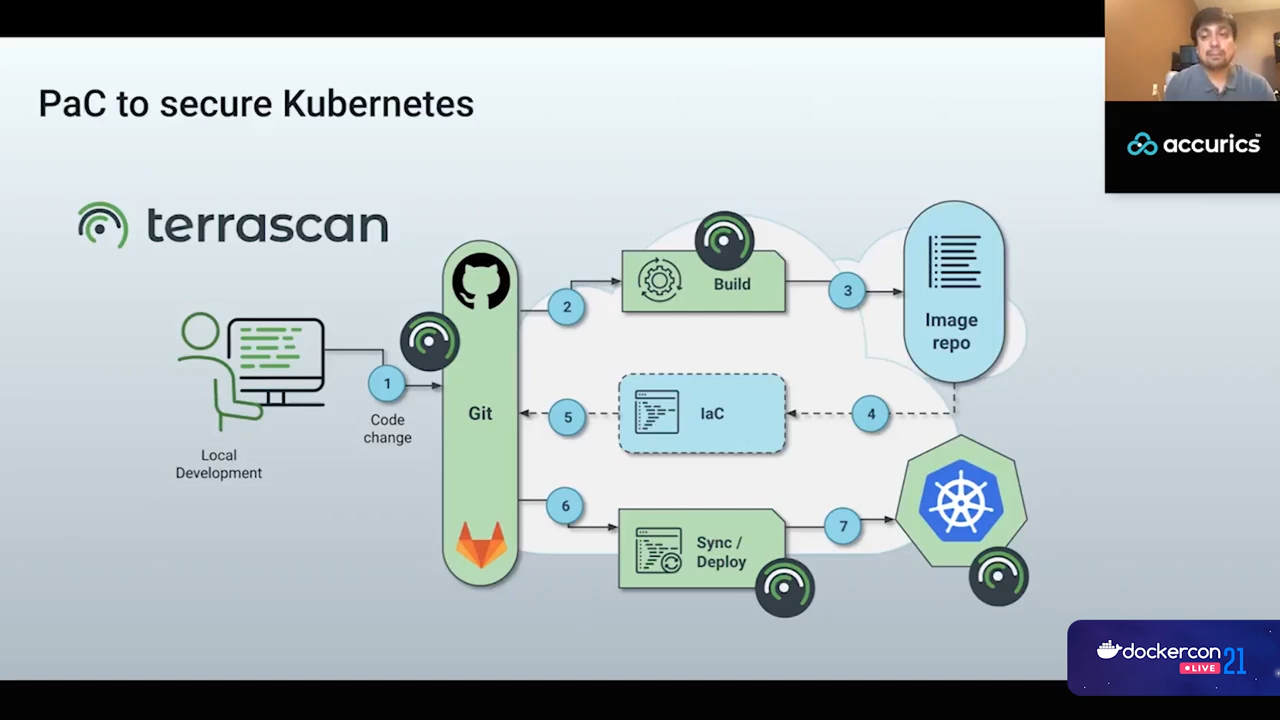 PaC to secure Kubernetes
accurics™
terrascan
Build
2
3
Image
repo
1
Code
change
Git
5
IaC
4
Local
Development
6
Sync /
Deploy
7
dockercon
LIVE
21